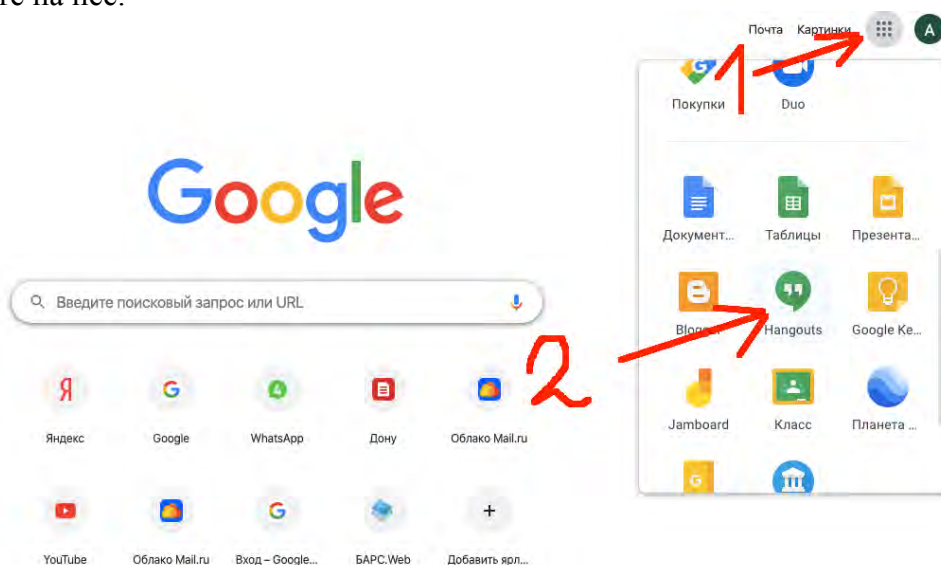 те на нее.
Почта Картинки A
1
Покупки Duo
Google
Документ... Таблицы Презента...
Введите поисковый запрос или URL
Blogger Hangouts Google Ke...
2
Яндекс Google WhatsApp Дону Облако Mail.ru
Jamboard Класс Планета ...
YouTube Облако Mail.ru Вход – Google... БАРС.Web Добавить ярл...